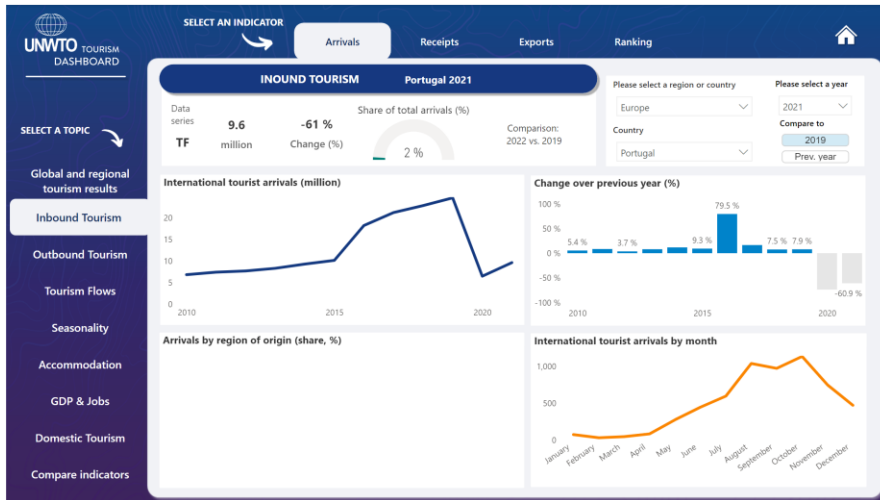 UNWTO TOURISM
DASHBOARD
SELECT A TOPIC
Global and regional
tourism results
Inbound Tourism
Outbound Tourism
Tourism Flows
Seasonality
Accommodation
GDP & Jobs
Domestic Tourism
Compare indicators
SELECT AN INDICATOR
Arrivals
Receipts
Exports
Ranking
INOUND TOURISM Portugal 2021
Data
series
TF
9.6
million
-61 %
Change (%)
Share of total arrivals (%)
2 %
Comparison:
2022 vs. 2019
Please select a region or country
Europe
Country
Portugal
Please select a year
2021
Compare to
2019
Prev. year
International tourist arrivals (million)
20
15
10
5
0
2010
2015
2020
Change over previous year (%)
100 %
50 %
0 %
-50 %
-100 %
5.4 %
3.7 %
9.3 %
79.5 %
7.5 %
7.9 %
-60.9 %
2010
2015
2020
Arrivals by region of origin (share, %)
International tourist arrivals by month
1,000
500
0
January
February
March
April
May
June
July
August
September
October
November
December